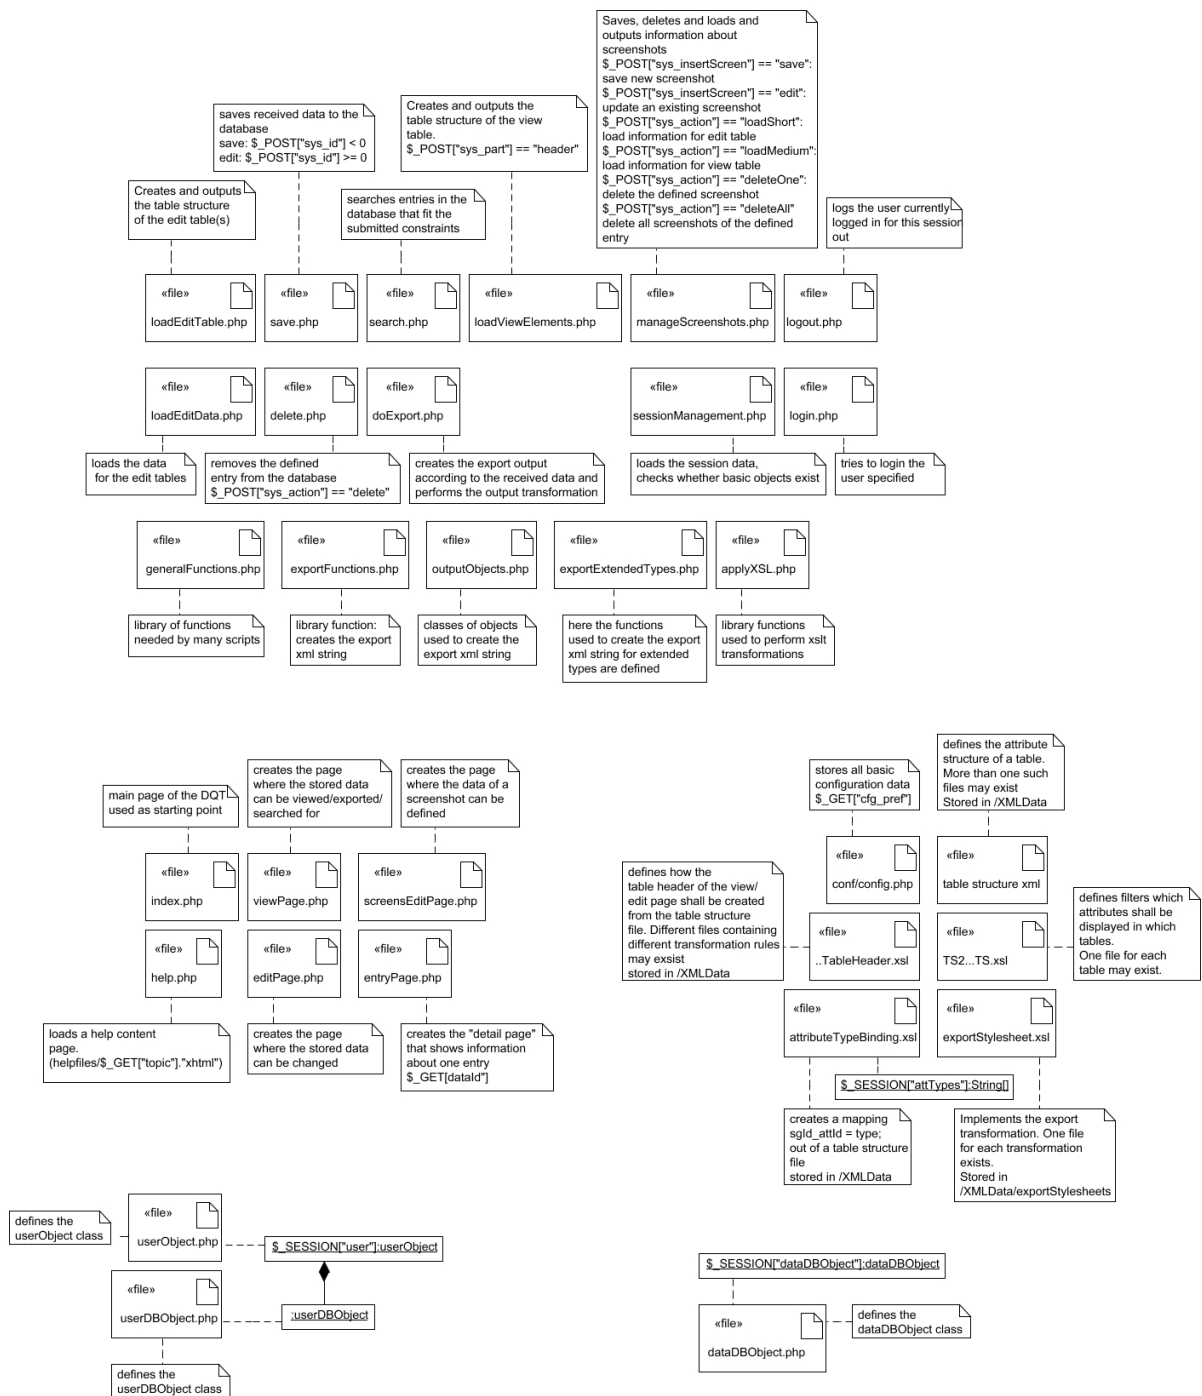 Saves, deletes and loads and
outputs information about
screenshots
$_POST["sys_insertScreen"] == "save":
save new screenshot
$_POST["sys_insertScreen"] == "edit":
update an existing screenshot
$_POST["sys_action"] == "loadShort":
load information for edit table
$_POST["sys_action"] == "loadMedium":
load information for view table
$_POST["sys_action"] == "deleteOne":
delete the defined screenshot
$_POST["sys_action"] == "deleteAll"
delete all screenshots of the defined
entry
saves received data to the
database
save: $_POST["sys_id"] < 0
edit: $_POST["sys_id"] >= 0
Creates and outputs the
table structure of the view
table.
$_POST["sys_part"] == "header"
Creates and outputs
the table structure
of the edit table(s)
searches entries in the
database that fit the
submitted constraints
logs the user currently
logged in for this session
out
«file»
loadEditTable.php
«file»
save.php
«file»
search.php
«file»
loadViewElements.php
«file»
manageScreenshots.php
«file»
logout.php
«file»
loadEditData.php
«file»
delete.php
«file»
doExport.php
«file»
sessionManagement.php
«file»
login.php
loads the data
for the edit tables
removes the defined
entry from the database
$_POST["sys_action"] == "delete"
creates the export output
according to the received data and
performs the output transformation
loads the session data,
checks whether basic objects exist
tries to login the
user specified
«file»
generalFunctions.php
«file»
exportFunctions.php
«file»
outputObjects.php
«file»
exportExtendedTypes.php
«file»
applyXSL.php
library of functions
needed by many scripts
library function:
creates the export
xml string
classes of objects
used to create the
export xml string
here the functions
used to create the export
xml string for extended
types are defined
library functions
used to perform xslt
transformations
main page of the DQT
used as starting point
creates the page
where the stored data
can be viewed/exported/
searched for
creates the page
where the data of a
screenshot can be
defined
«file»
index.php
«file»
viewPage.php
«file»
screensEditPage.php
«file»
help.php
«file»
editPage.php
«file»
entryPage.php
loads a help content
page.
(helpfiles/$_GET["topic"]."xhtml")
creates the page
where the stored data
can be changed
creates the "detail page"
that shows information
about one entry
$_GET[dataId"]
stores all basic
configuration data
$_GET["cfg_pref"]
defines the attribute
structure of a table.
More than one such
files may exist
Stored in /XMLData
«file»
conf/config.php
«file»
table structure xml
defines how the
table header of the view/
edit page shall be created
from the table structure
file. Different files containing
different transformation rules
may exsist
stored in /XMLData
«file»
..TableHeader.xsl
«file»
TS2...TS.xsl
defines filters which
attributes shall be
displayed in which
tables.
One file for each
table may exist.
«file»
attributeTypeBinding.xsl
«file»
exportStylesheet.xsl
$_SESSION["attTypes"]:String[]
creates a mapping
sgId_attId = type;
out of a table structure
file
stored in /XMLData
Implements the export
transformation. One file
for each transformation
exists.
Stored in
/XMLData/exportStylesheets
defines the
userObject class
«file»
userObject.php
$_SESSION["user"]:userObject
«file»
userDBObject.php
:userDBObject
defines the
userDBObject class
$_SESSION["dataDBObject"]:dataDBObject
«file»
dataDBObject.php
defines the
dataDBObject class